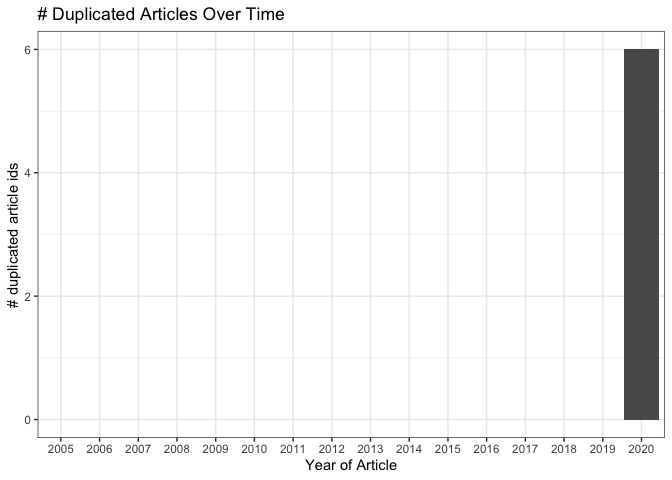 # Duplicated Articles Over Time
# duplicated article ids
6
4
2
0
2005 2006 2007 2008 2009 2010 2011 2012 2013 2014 2015 2016 2017 2018 2019 2020
Year of Article